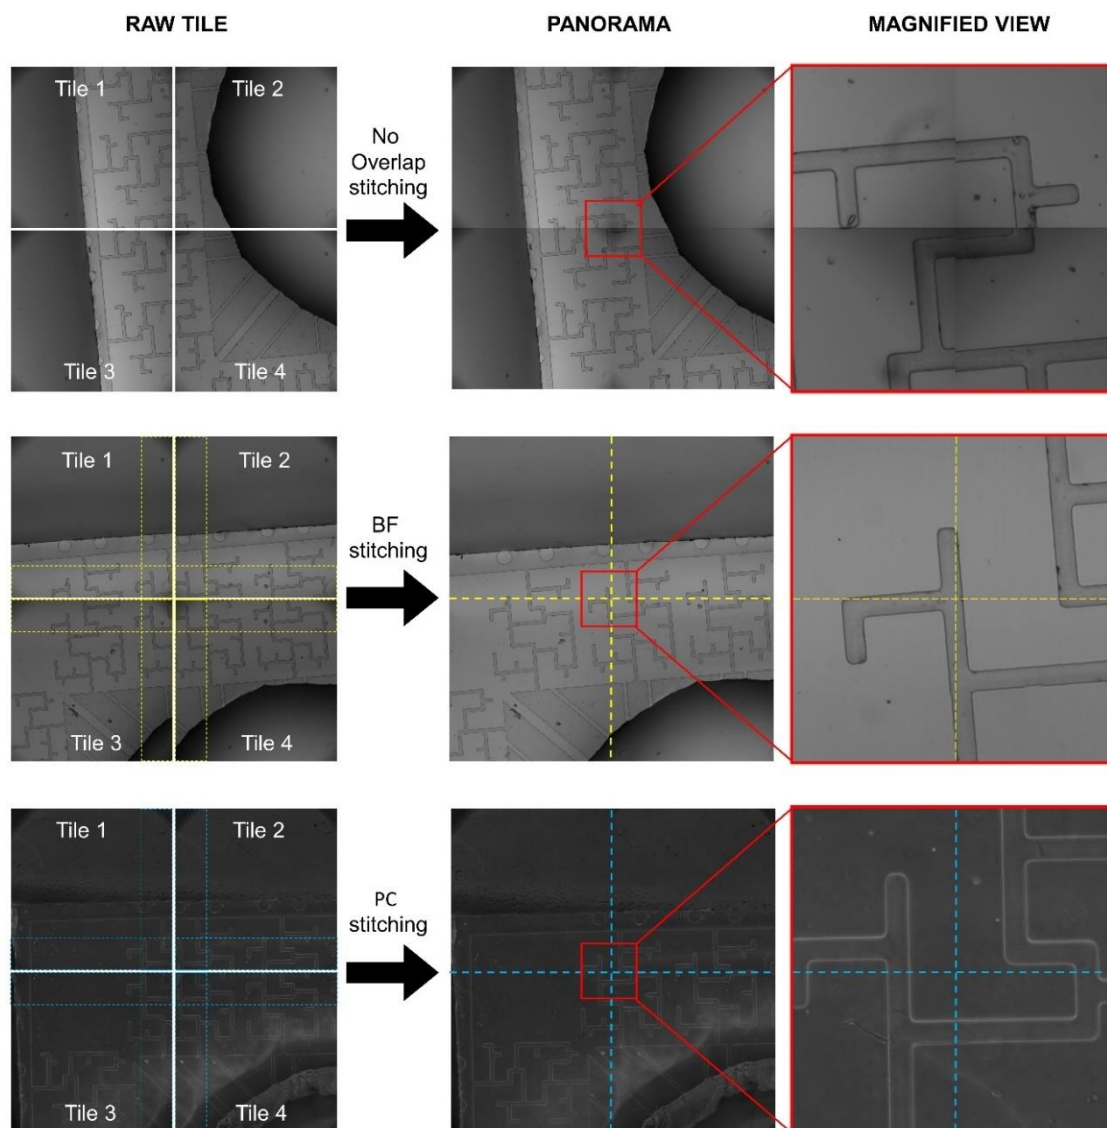 RAW TILE
PANORAMA
MAGNIFIED VIEW
Tile 1
Tile 2
Tile 3
Tile 4
No
Overlap
stitching
Tile 1
Tile 2
Tile 3
Tile 4
BF
stitching
Tile 1
Tile 2
Tile 3
Tile 4
PC
stitching